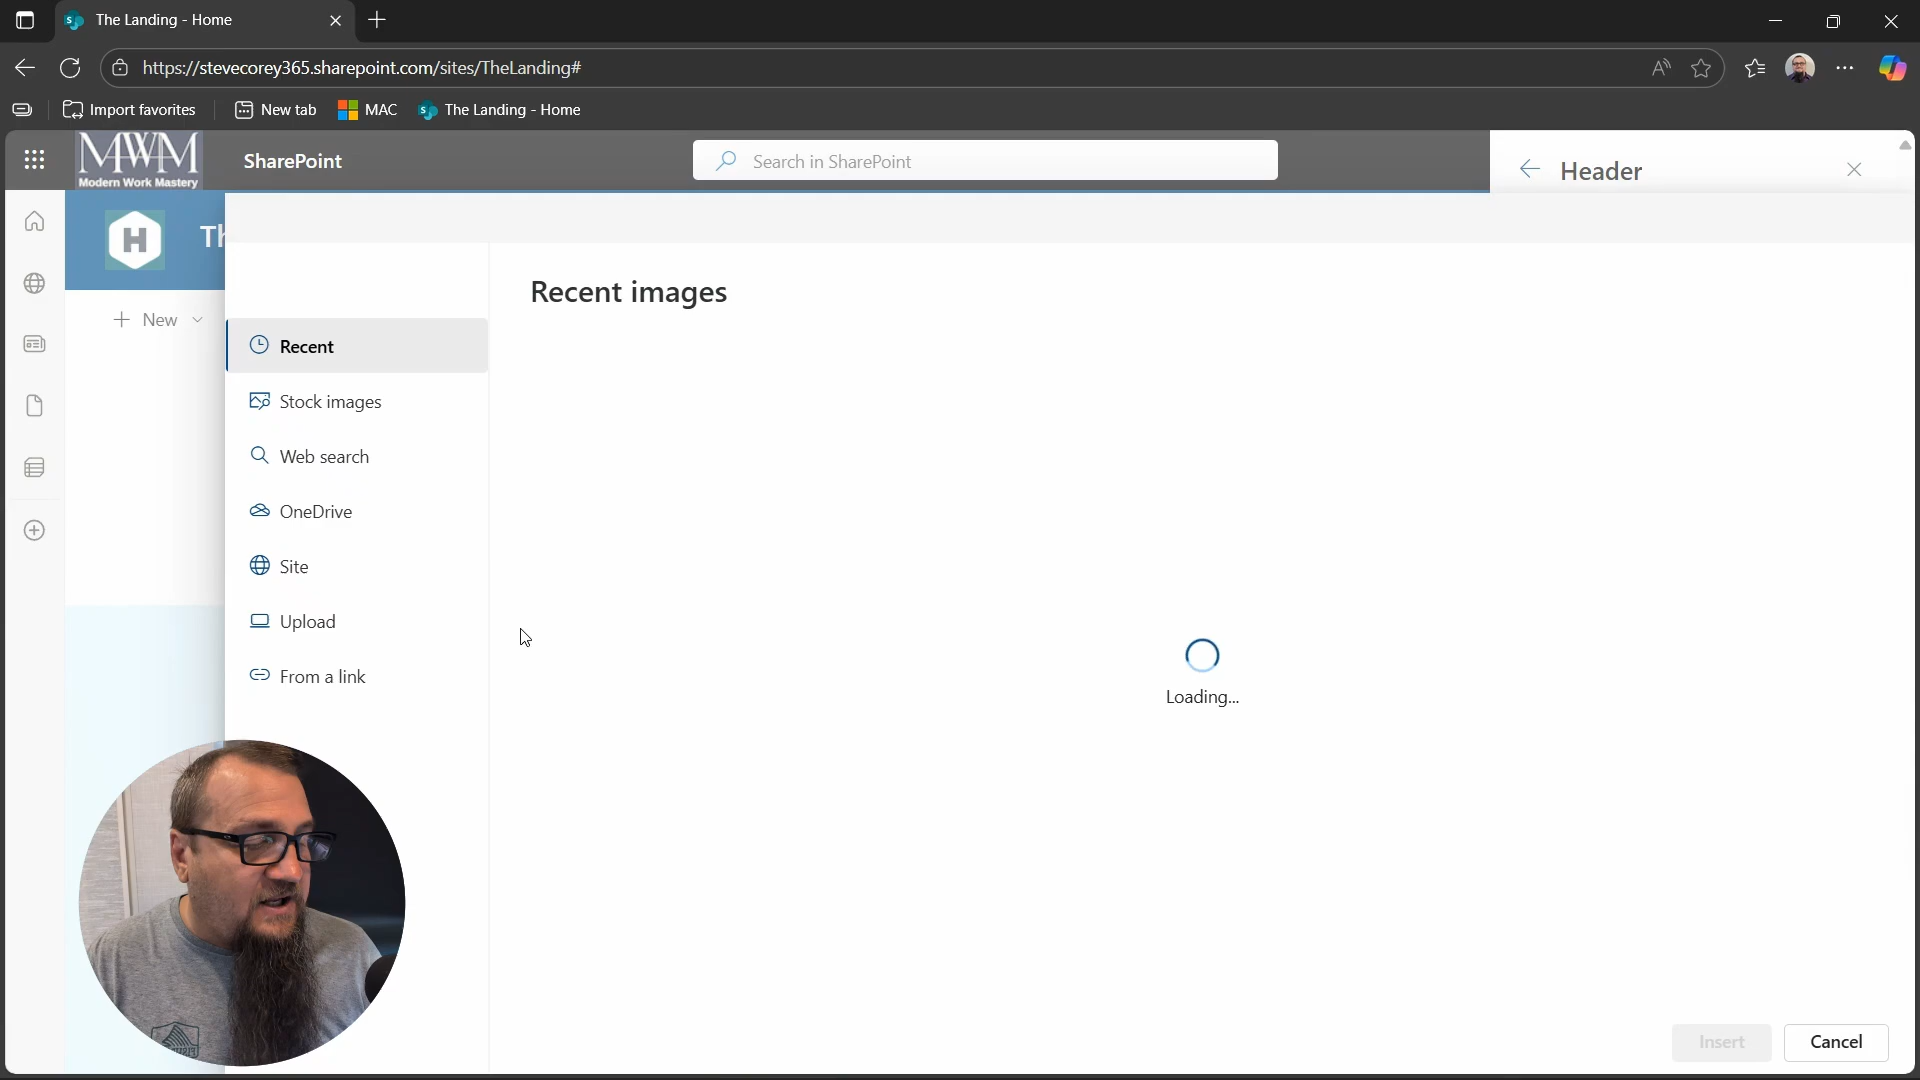 The Landing - Home
https://stevecorey365.sharepoint.com/sites/TheLanding#
Import favorites
New tab
MAC
The Landing - Home
MWM
Modern Work Mastery
SharePoint
Search in SharePoint
Header
H
Th
New
Recent images
Recent
Stock images
Web search
OneDrive
Site
Upload
From a link
Loading...
Insert
Cancel